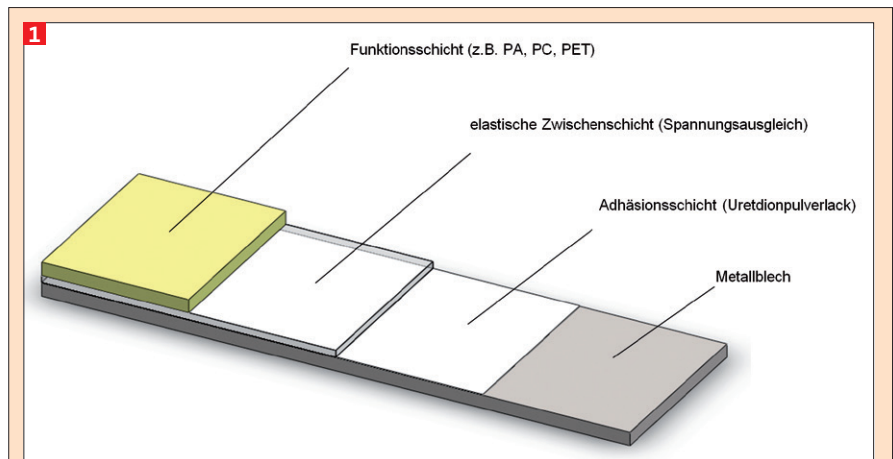 1
Funktionsschicht (z.B. PA, PC, PET)
elastische Zwischenschicht (Spannungsausgleich)
Adhäsionsschicht (Uretdionpulverlack)
Metallblech